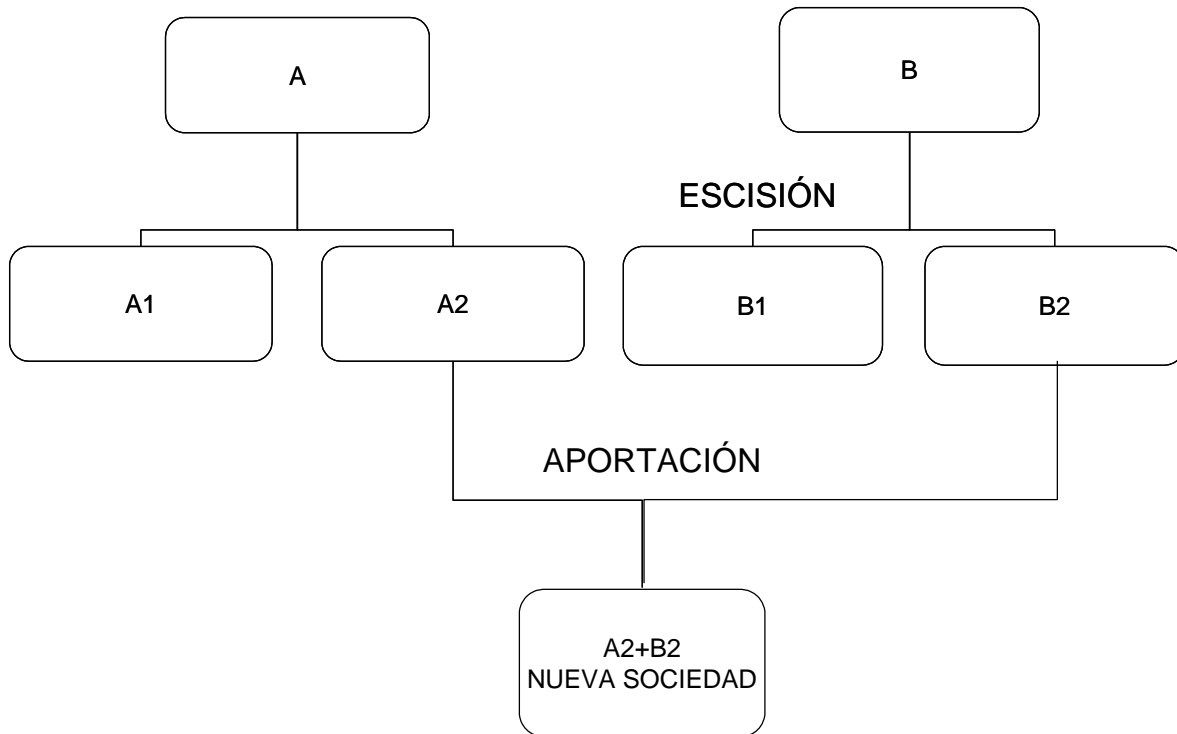 A
B
ESCISIÓN
A1
A2
B1
B2
APORTACIÓN
A2+B2
NUEVA SOCIEDAD